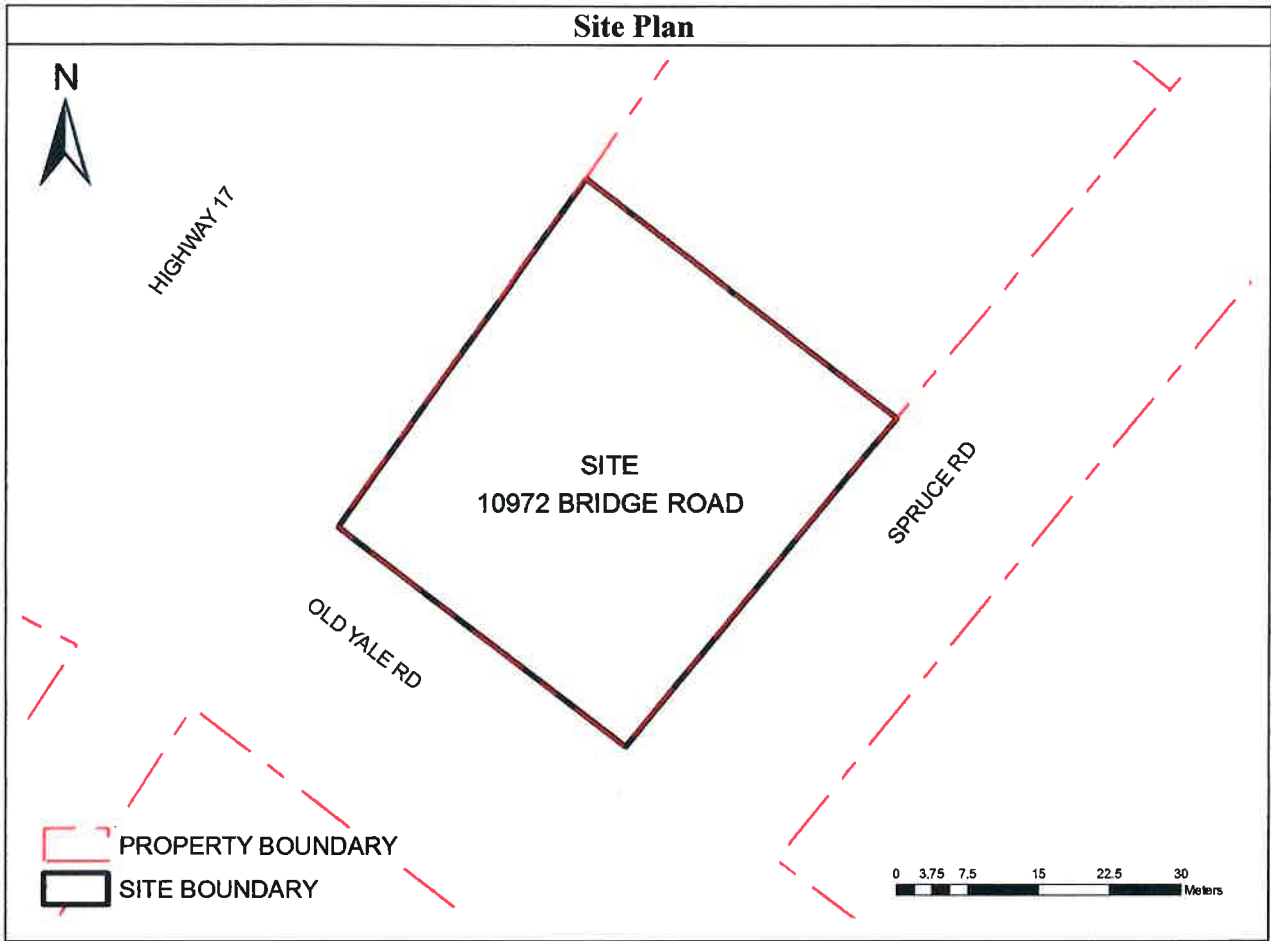 Site Plan
N
HIGHWAY 17
SITE
10972 BRIDGE ROAD
SPRUCE RD
OLD YALE RD
PROPERTY BOUNDARY
SITE BOUNDARY
0 3.75 7.5 15 22.5 30
Meters